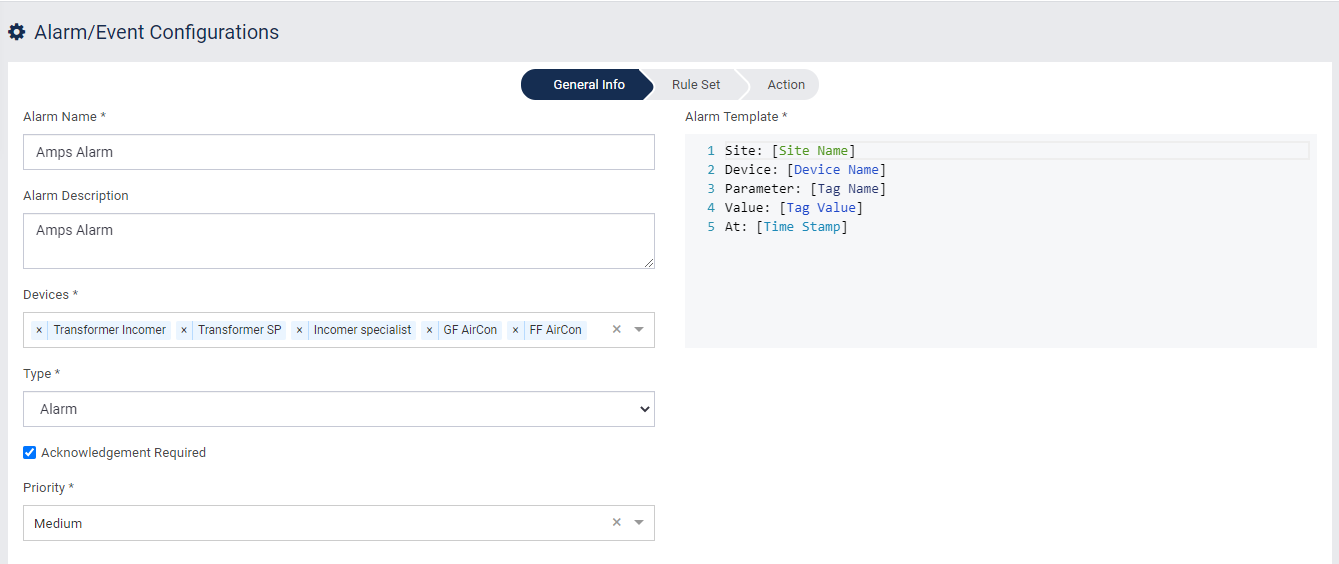 Alarm/Event Configurations
General Info
Rule Set
Action
Alarm Name *
Amps Alarm
Alarm Description
Amps Alarm
Devices *
× Transformer Incomer × Transformer SP × Incomer specialist × GF AirCon × FF AirCon ×
Type *
Alarm
Acknowledgement Required
Priority *
Medium ×
Alarm Template *
1 Site: [Site Name]
2 Device: [Device Name]
3 Parameter: [Tag Name]
4 Value: [Tag Value]
5 At: [Time Stamp]